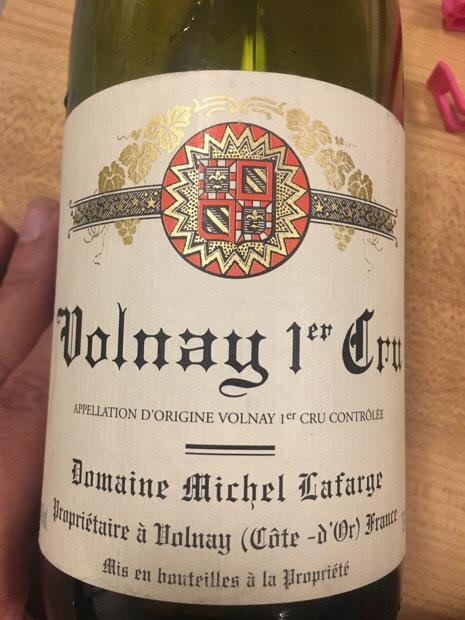 Volnay 1er Cru
APPELLATION D'ORIGINE VOLNAY 1er CRU CONTRÔLÉE
Domaine Michel Lafarge
Propriétaire à Volnay (Côte-d'Or) France
Mis en bouteilles à la Propriété